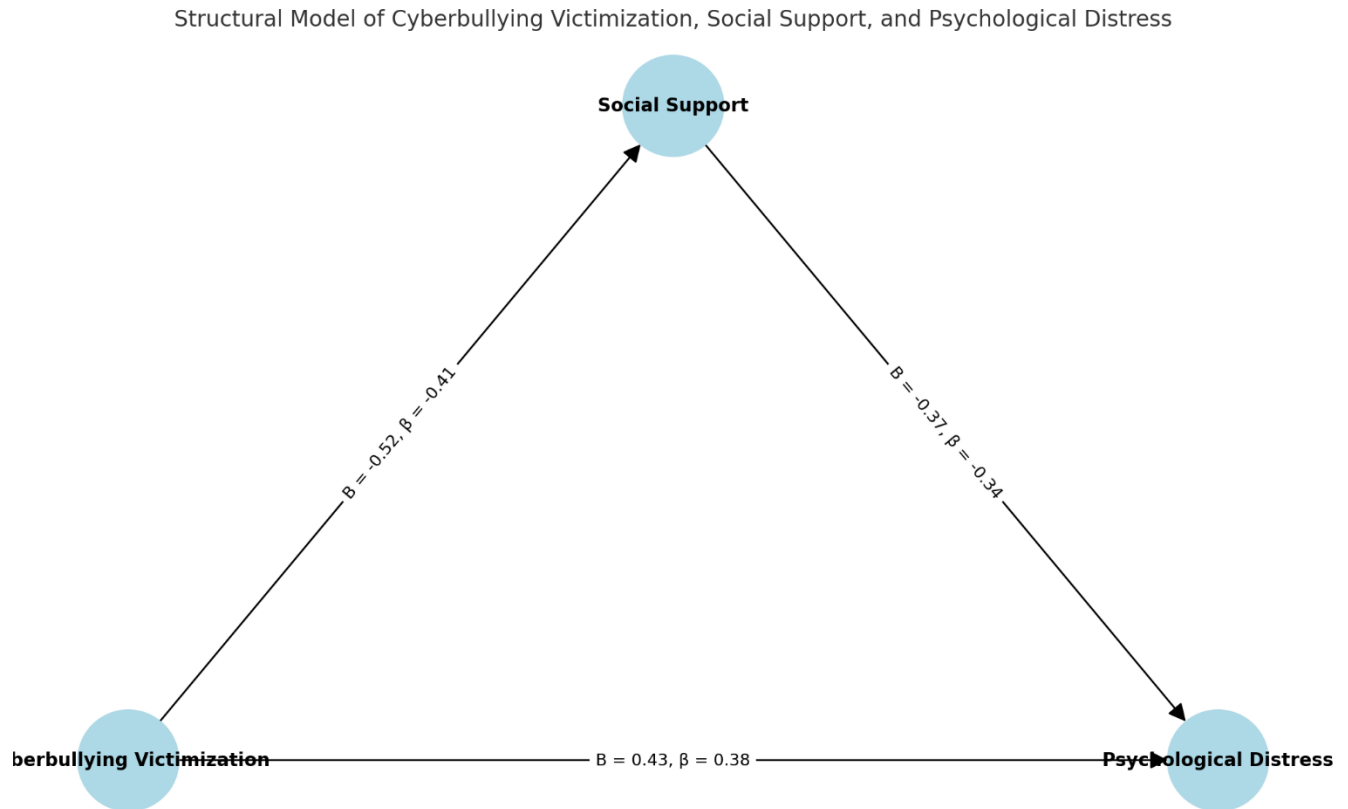 Structural Model of Cyberbullying Victimization, Social Support, and Psychological Distress
Social Support
B = -0.52, β = -0.41
B = -0.37, β = -0.34
berbullying Victimization
B = 0.43, β = 0.38
Psychological Distress